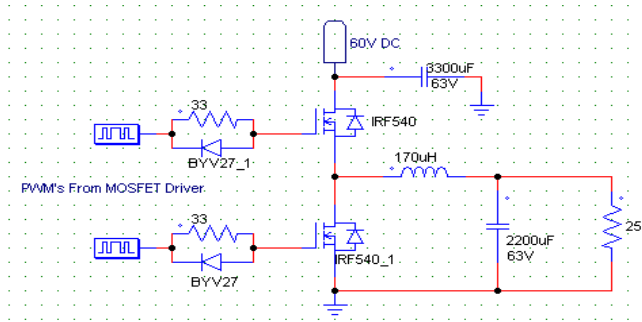 60V DC
3300uF
63V
33
IRF540
BYV27_1
170uH
PWM's From MOSFET Driver
33
25
2200uF
63V
IRF540_1
BYV27